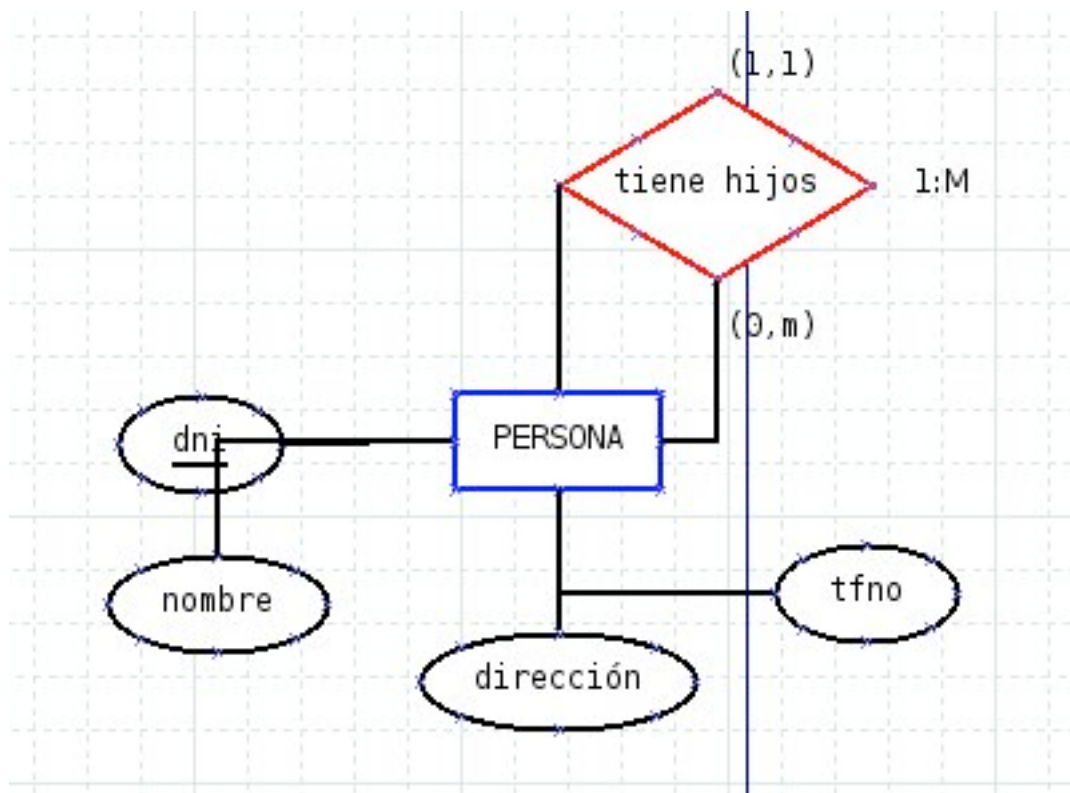 (1,1)
tiene hijos
1:M
(0,m)
dni
PERSONA
nombre
tfno
dirección